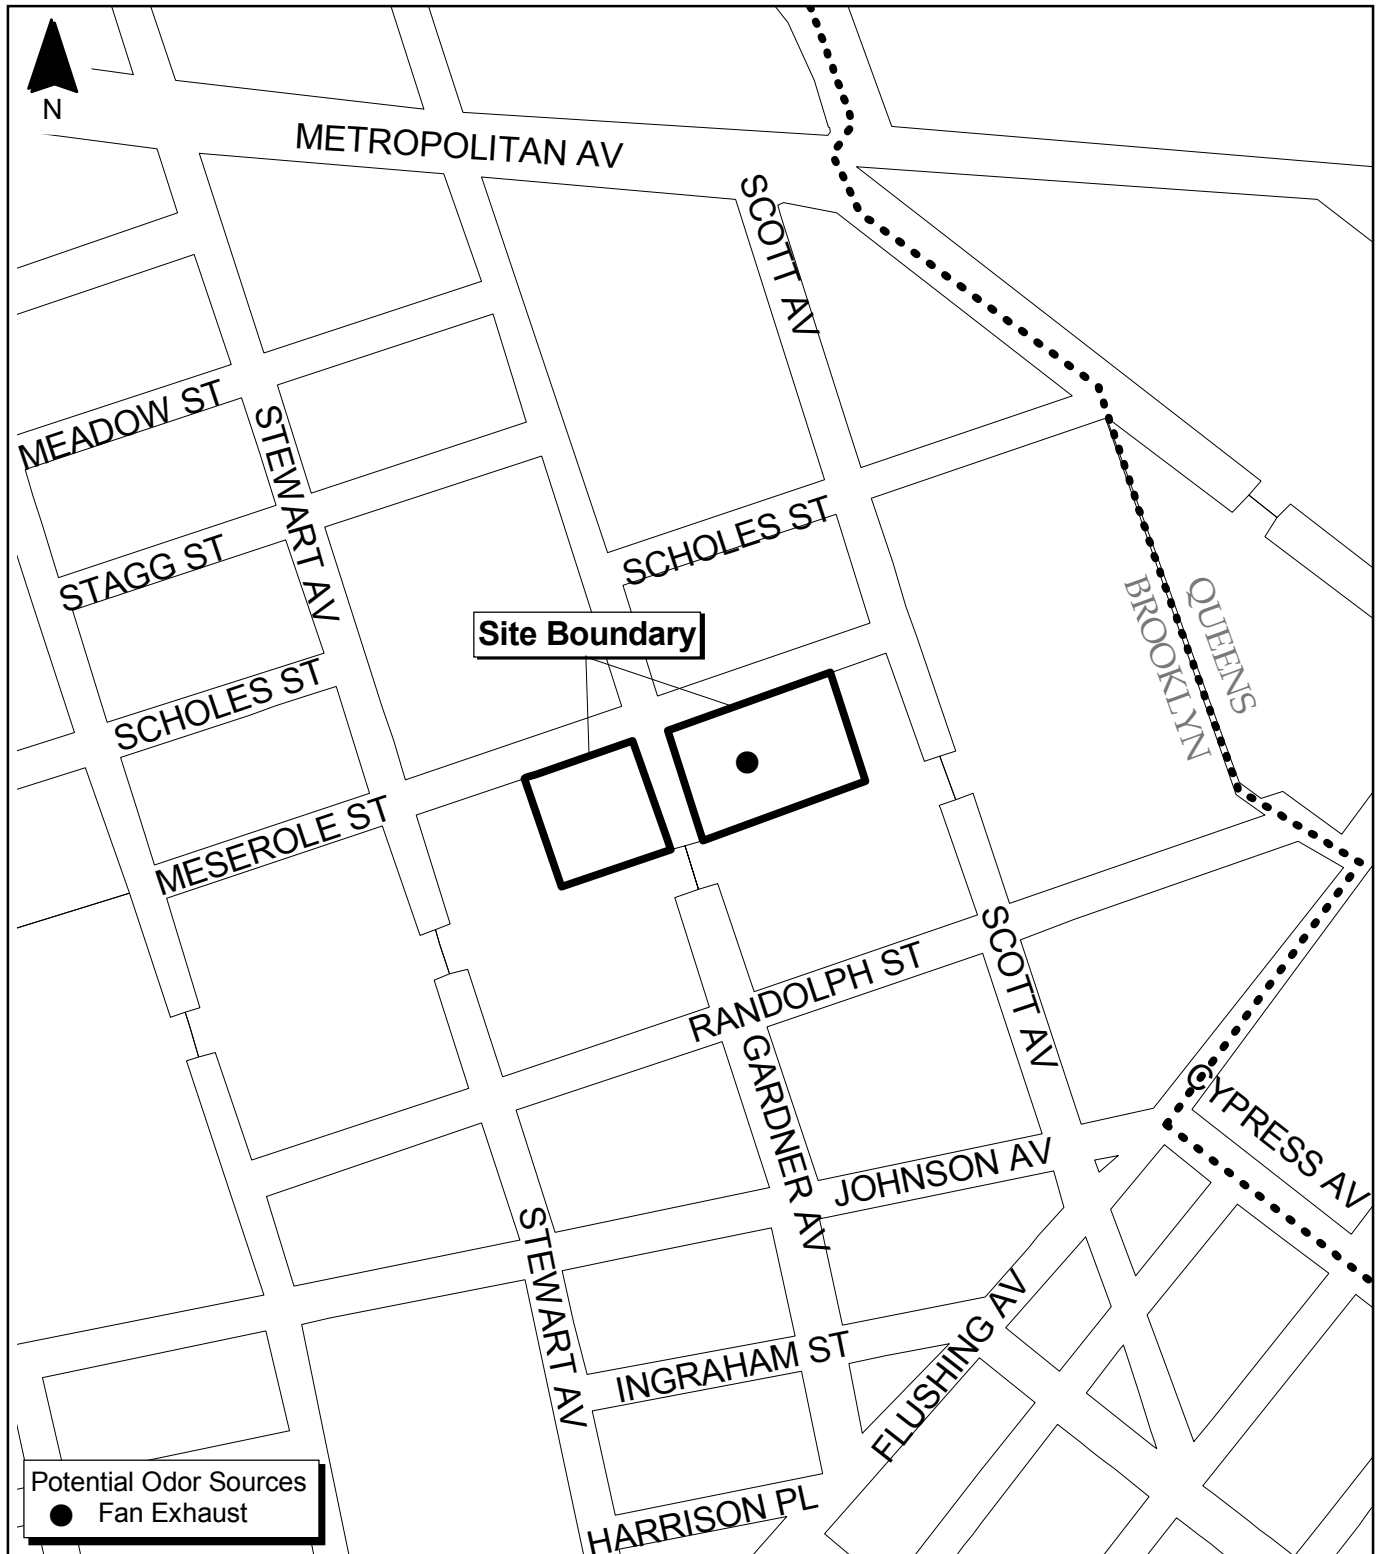 N
METROPOLITAN AV
SCOTT AV
MEADOW ST
STEWART AV
STAGG ST
SCHOLES ST
SCHOLES ST
QUEENS
BROOKLYN
Site Boundary
MESEROLE ST
RANDOLPH ST
SCOTT AV
GARDNER AV
CYPRESS AV
JOHNSON AV
STEWART AV
FLUSHING AV
INGRAHAM ST
HARRISON PL
Potential Odor Sources
Fan Exhaust